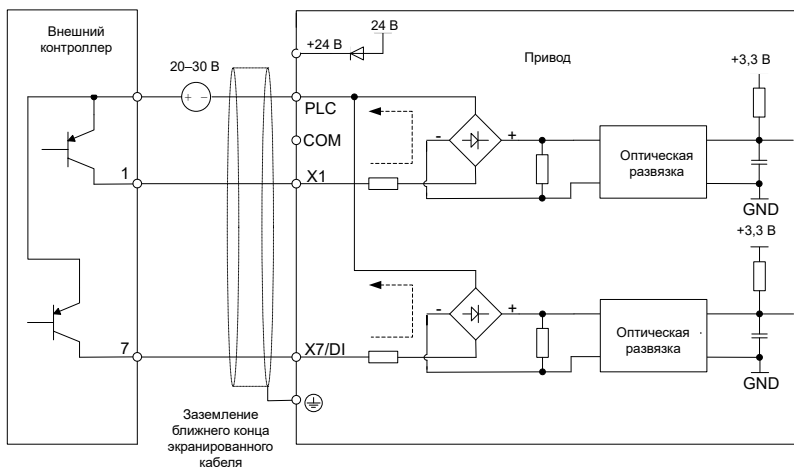 Внешний
контроллер
20–30 В
+24 В
24 В
Привод
+3,3 В
PLC
COM
- +
Оптическая
развязка
1
X1
GND
+3,3 В
- +
Оптическая
развязка
7
X7/DI
GND
Заземление
ближнего конца
экранированного
кабеля